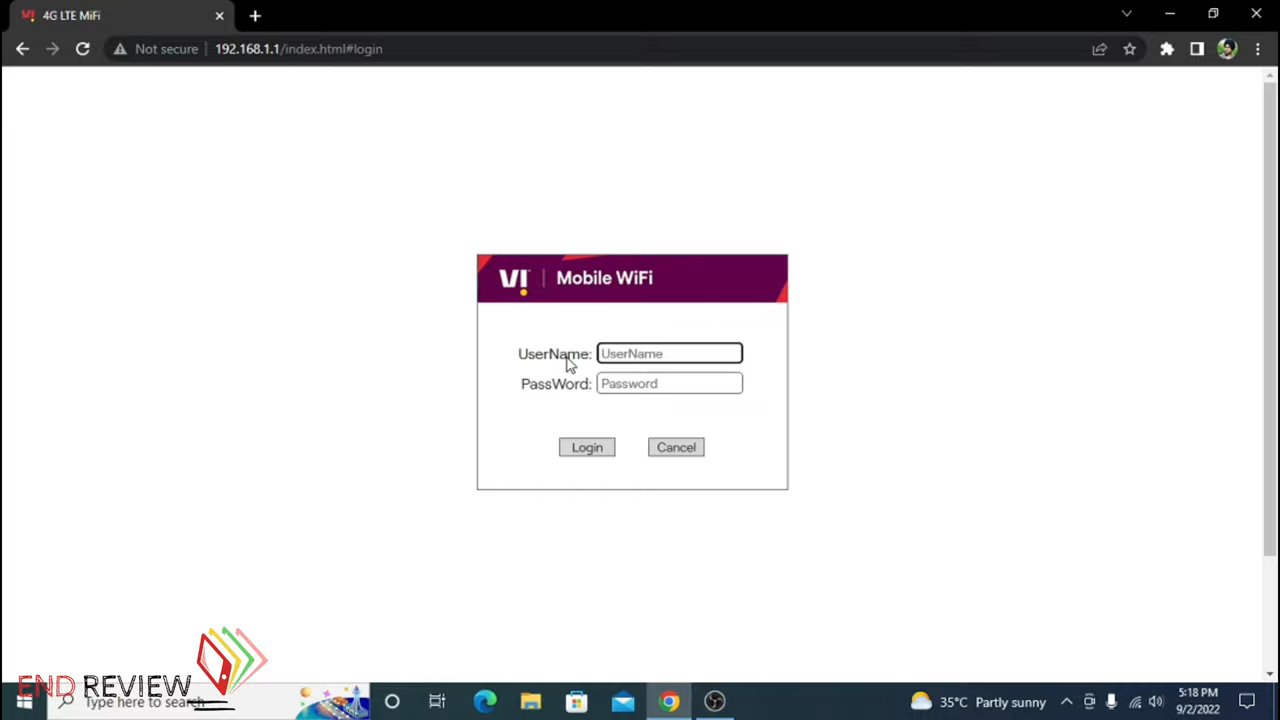 4G LTE MiFi
Not secure
192.168.1.1/index.html#login
VI
Mobile WiFi
UserName: UserName
PassWord: Password
Login Cancel
END REVIEW
Type here to search
35°C Partly sunny
5:18 PM
9/2/2022